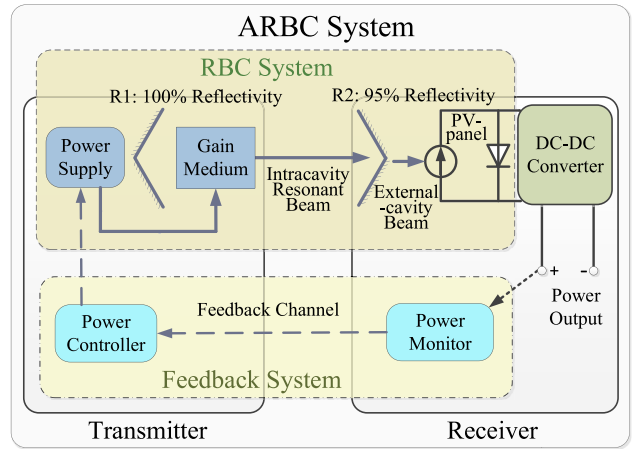 ARBC System
RBC System
R1: 100% Reflectivity
R2: 95% Reflectivity
Power
Supply
Gain
Medium
Intracavity
Resonant
Beam
External
-cavity
Beam
PV-
panel
DC-DC
Converter
+
-
Power
Output
Feedback Channel
Power
Controller
Power
Monitor
Feedback System
Transmitter
Receiver